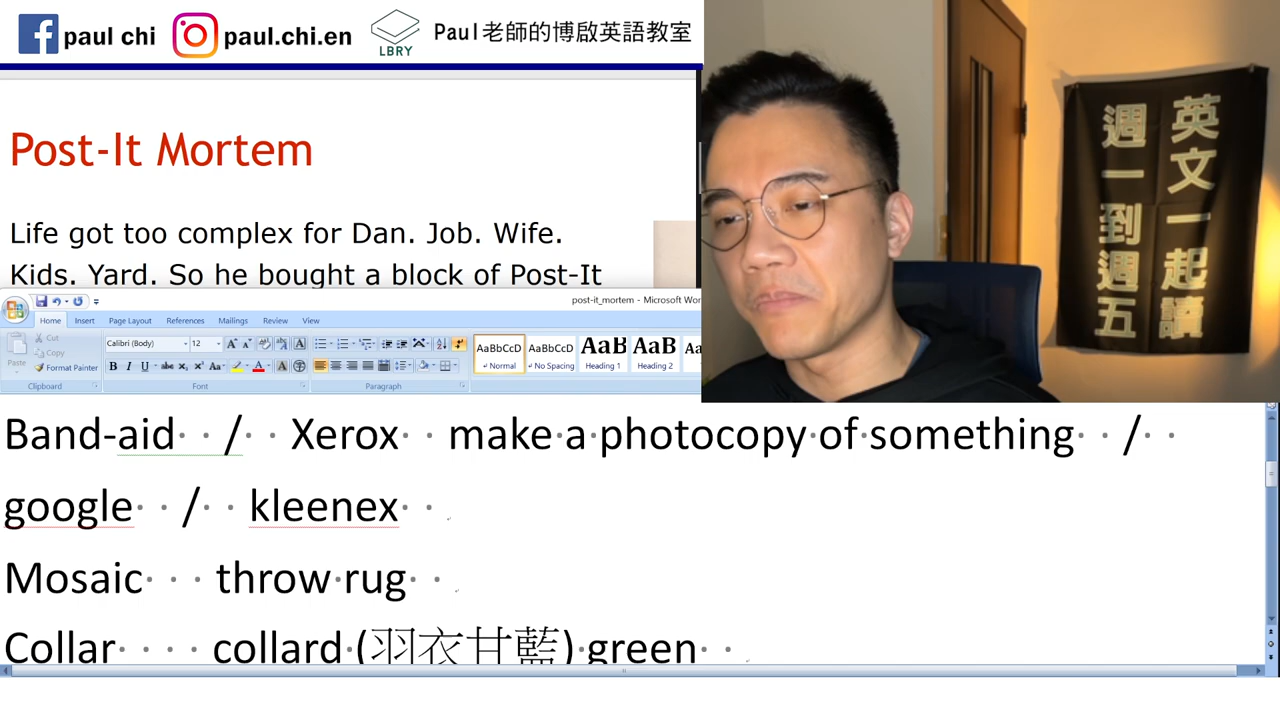 paul chi paul.chi.en LBRY Paul老師的博啟英語教室
Post-It Mortem
Life got too complex for Dan. Job. Wife.
Kids. Yard. So he bought a block of Post-It
post-it_mortem - Microsoft Wor
Home Insert Page Layout References Mailings Review View
Cut
Copy
Paste
Format Painter
Clipboard
Calibri (Body) 12
Font
Paragraph
AaBbCcD AaBbCcD AaBbC AaBbC Aa
Normal No Spacing Heading 1 Heading 2
Band-aid / Xerox make a photocopy of something /
google / kleenex
Mosaic throw rug
Collar collard (羽衣甘藍) green
英文一起讀
週一到週五